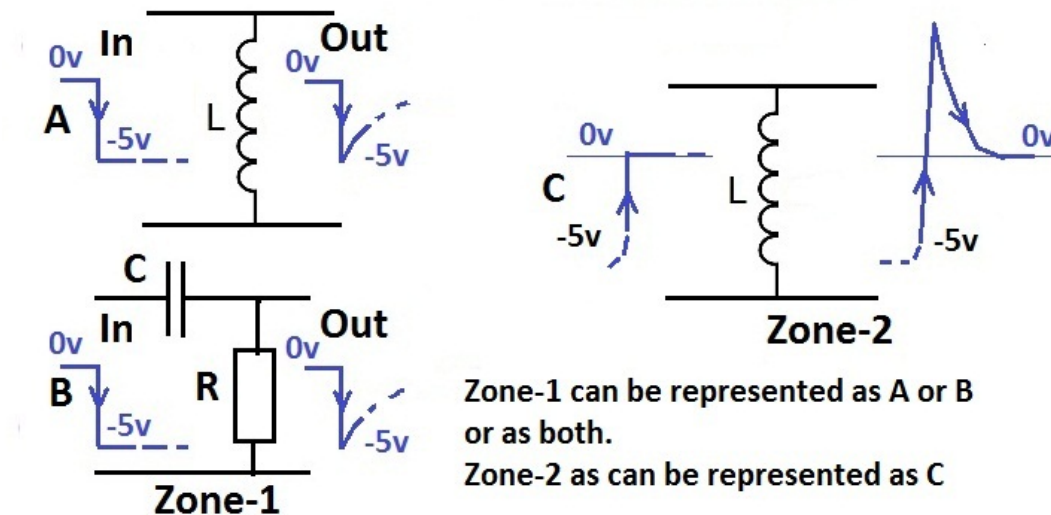 In
Out
0v
0v
A
L
-5v
-5v
C
In
Out
0v
0v
B
R
-5v
-5v
Zone-1
0v
0v
C
L
-5v
-5v
Zone-2
Zone-1 can be represented as A or B
or as both.
Zone-2 as can be represented as C